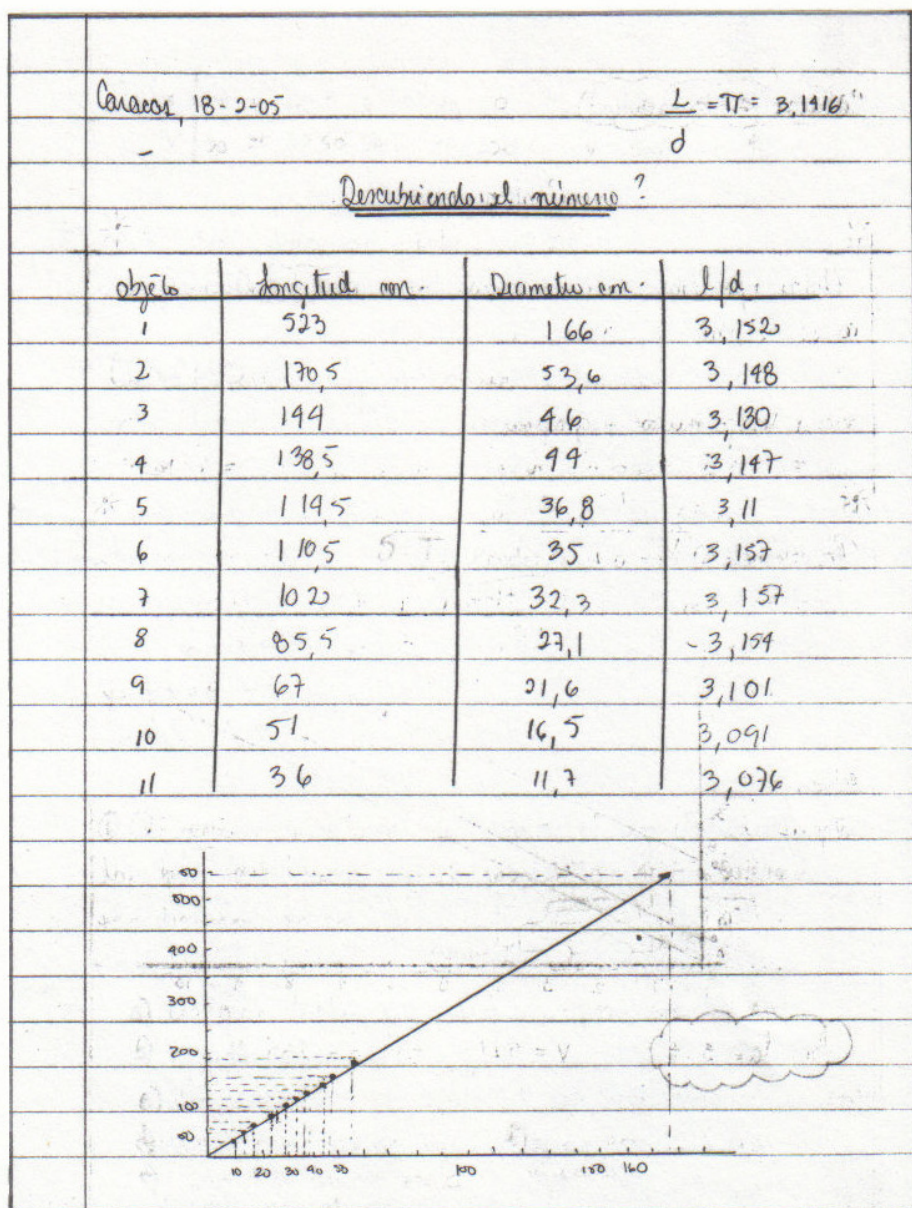 Caracas, 18-2-05
L/d = π = 3,1416
Descubriendo el número ?
objeto Longitud cm. Diametro cm. l/d
1 523 166 3,152
2 170,5 53,6 3,148
3 144 46 3,130
4 138,5 44 3,147
5 114,5 36,8 3,11
6 110,5 35 3,157
7 102 32,3 3,157
8 85,5 27,1 3,154
9 67 21,6 3,101
10 51 16,5 3,091
11 36 11,7 3,076
500
400
300
200
100
50
10 20 30 40 50 100 150 160